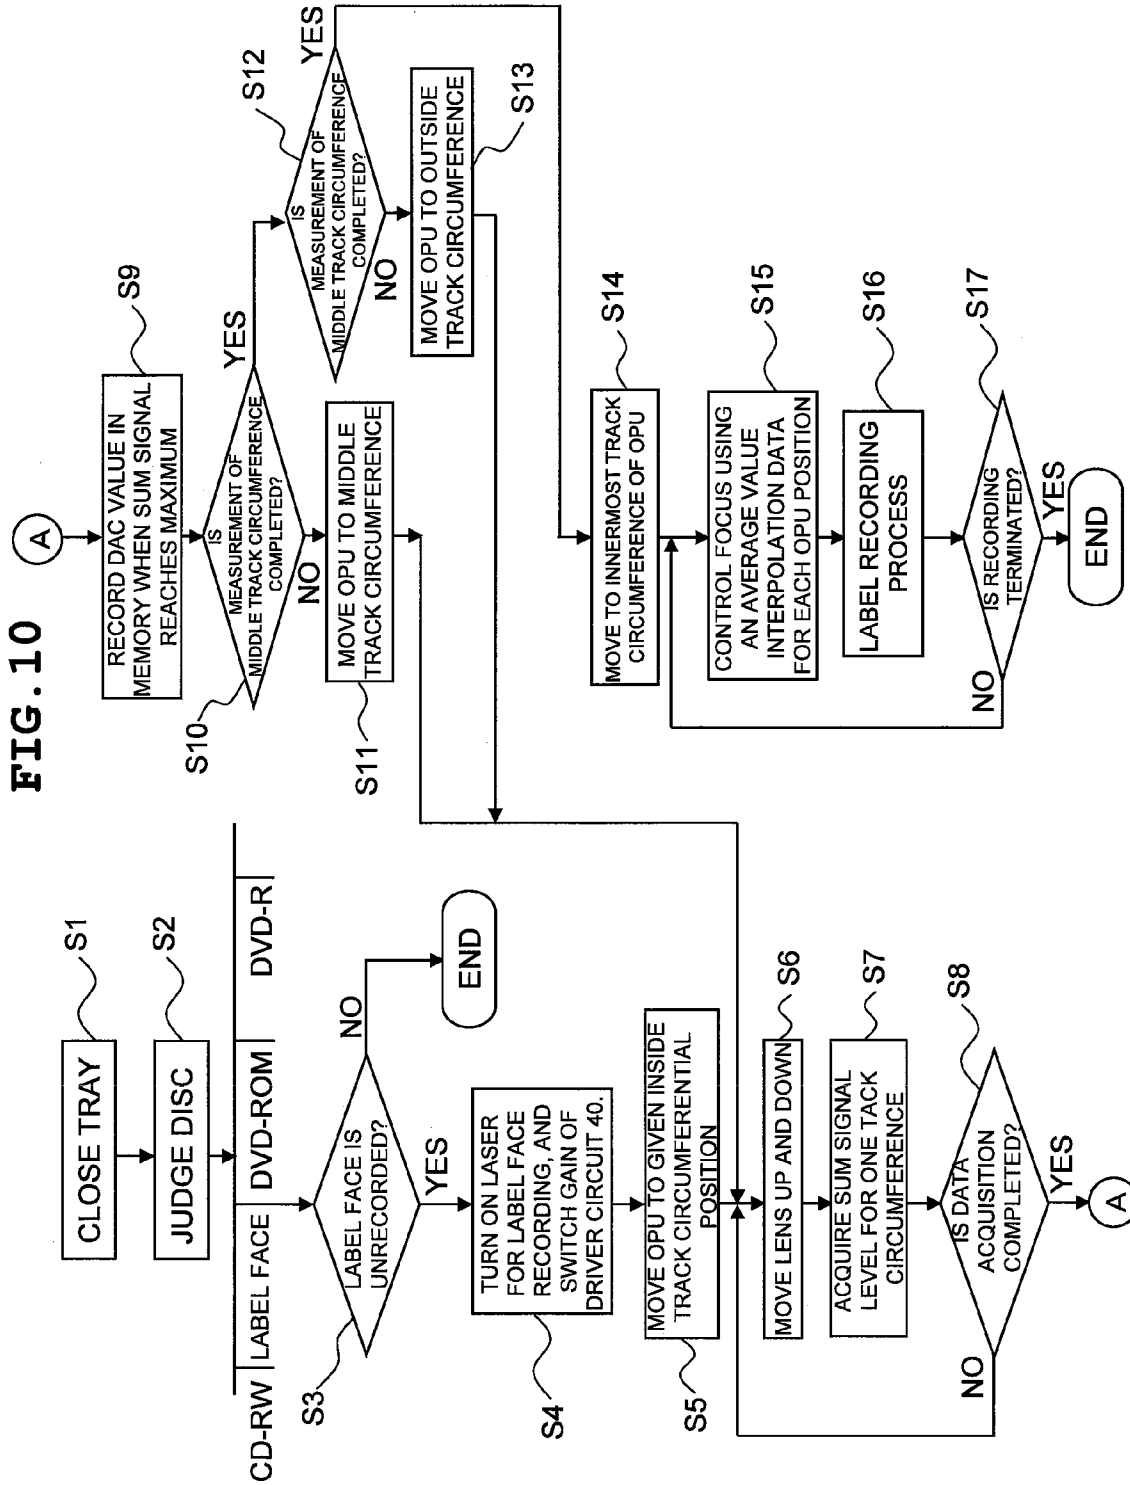 FIG.10
CLOSE TRAY
S1
JUDGE DISC
S2
CD-RW
LABEL FACE
DVD-ROM
DVD-R
LABEL FACE IS
UNRECORDED?
S3
NO
END
YES
TURN ON LASER
FOR LABEL FACE
RECORDING, AND
SWITCH GAIN OF
DRIVER CIRCUIT 40.
S4
MOVE OPU TO GIVEN INSIDE
TRACK CIRCUMFERENTIAL
POSITION
S5
MOVE LENS UP AND DOWN
S6
ACQUIRE SUM SIGNAL
LEVEL FOR ONE TACK
CIRCUMFERENCE
S7
IS DATA
ACQUISITION
COMPLETED?
S8
NO
YES
A
A
RECORD DAC VALUE IN
MEMORY WHEN SUM SIGNAL
REACHES MAXIMUM
S9
IS
MEASUREMENT OF
MIDDLE TRACK CIRCUMFERENCE
COMPLETED?
S10
YES
NO
MOVE OPU TO MIDDLE
TRACK CIRCUMFERENCE
S11
IS
MEASUREMENT OF
MIDDLE TRACK CIRCUMFERENCE
COMPLETED?
S12
YES
NO
MOVE OPU TO OUTSIDE
TRACK CIRCUMFERENCE
S13
MOVE TO INNERMOST TRACK
CIRCUMFERENCE OF OPU
S14
CONTROL FOCUS USING
AN AVERAGE VALUE
INTERPOLATION DATA
FOR EACH OPU POSITION
S15
LABEL RECORDING
PROCESS
S16
IS RECORDING
TERMINATED?
S17
NO
YES
END